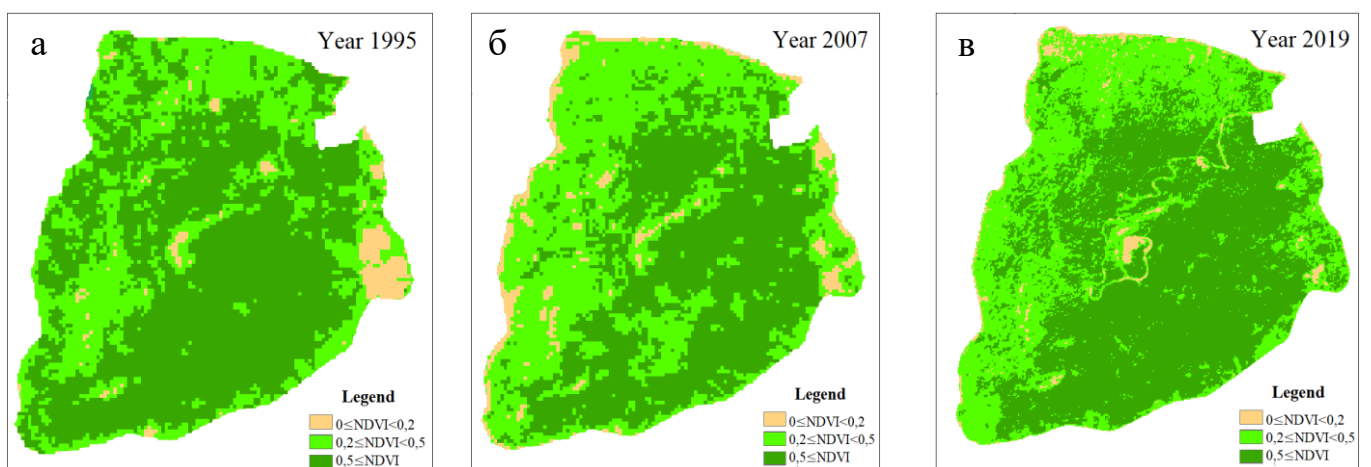 а
Year 1995
Legend
0≤NDVI<0,2
0,2≤NDVI<0,5
0,5≤NDVI
б
Year 2007
Legend
0≤NDVI<0,2
0,2≤NDVI<0,5
0,5≤NDVI
в
Year 2019
Legend
0≤NDVI<0,2
0,2≤NDVI<0,5
0,5≤NDVI